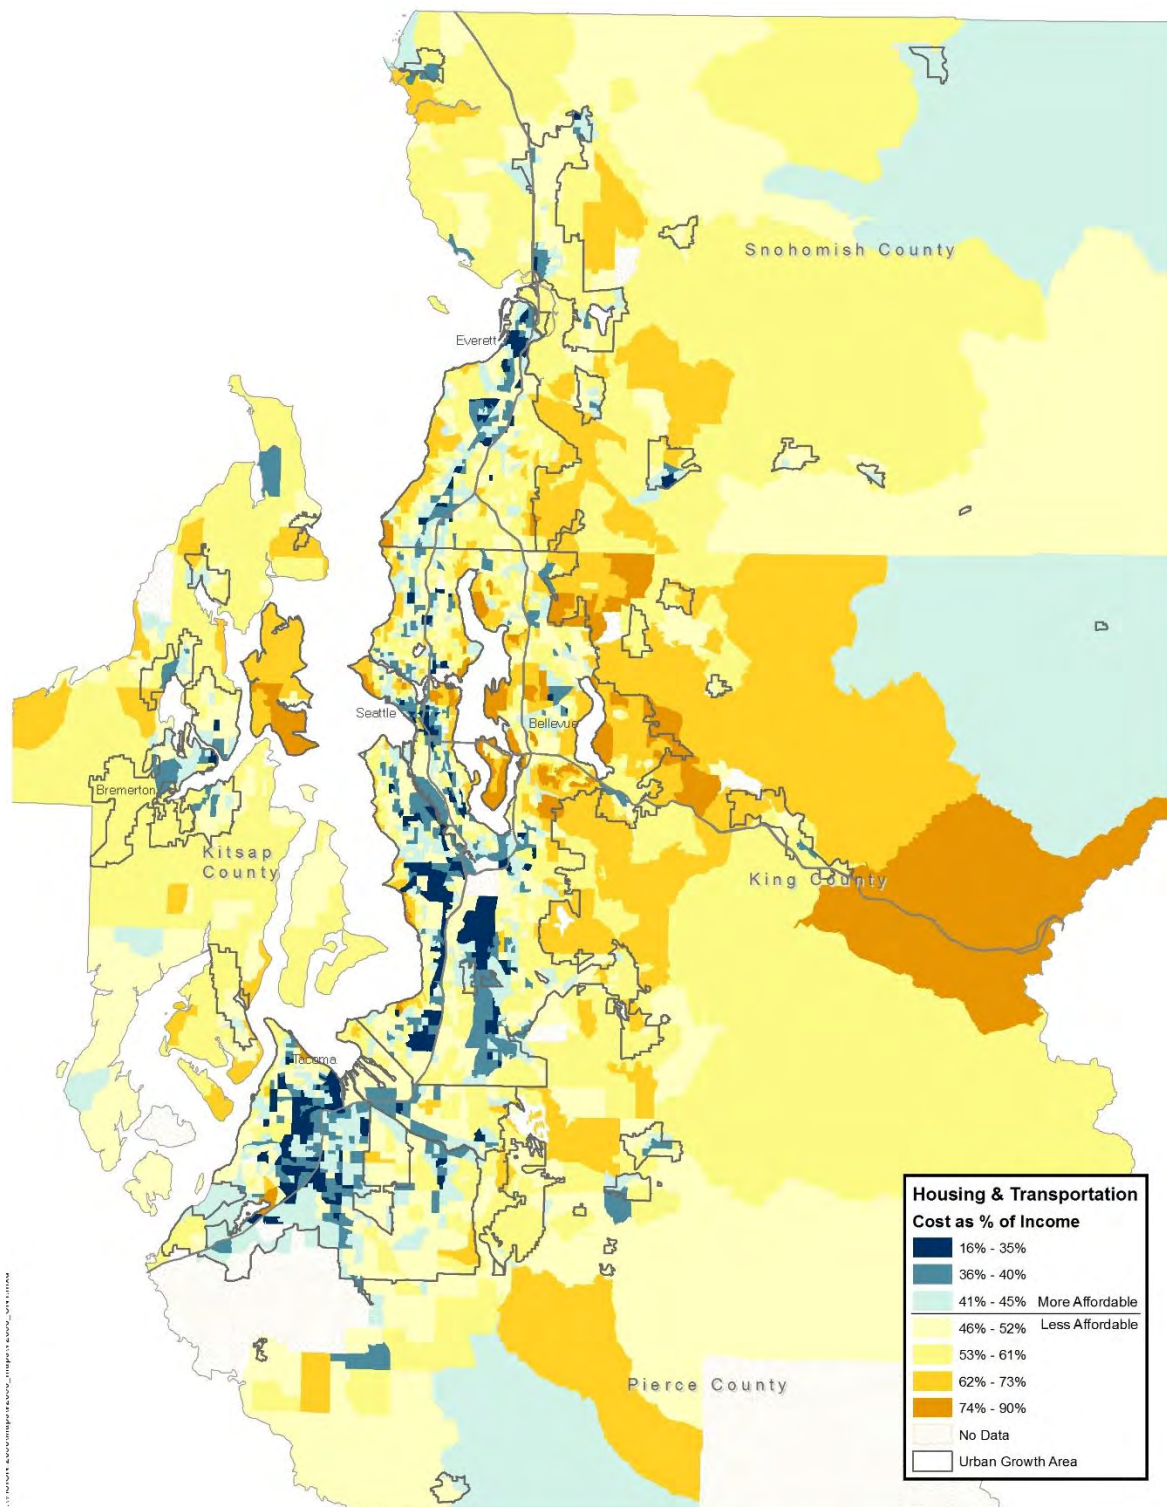 Snohomish County
Everett
Seattle
Bellevue
Bremerton
Kitsap
County
King County
Tacoma
Pierce County
Housing & Transportation
Cost as % of Income
16% - 35%
36% - 40%
41% - 45% More Affordable
46% - 52% Less Affordable
53% - 61%
62% - 73%
74% - 90%
No Data
Urban Growth Area